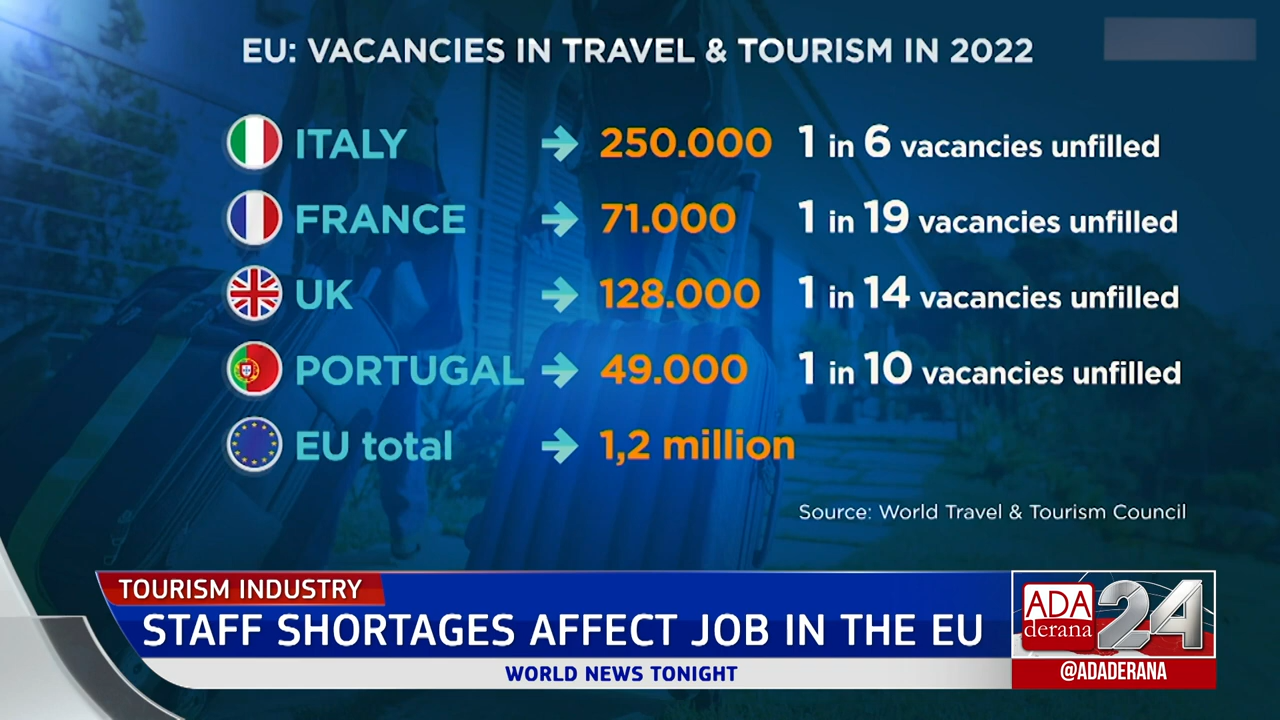 EU: VACANCIES IN TRAVEL & TOURISM IN 2022
ITALY → 250.000 1 in 6 vacancies unfilled
FRANCE → 71.000 1 in 19 vacancies unfilled
UK → 128.000 1 in 14 vacancies unfilled
PORTUGAL → 49.000 1 in 10 vacancies unfilled
EU total → 1,2 million
Source: World Travel & Tourism Council
TOURISM INDUSTRY
STAFF SHORTAGES AFFECT JOB IN THE EU
WORLD NEWS TONIGHT
ADA
derana
24
@ADADERANA